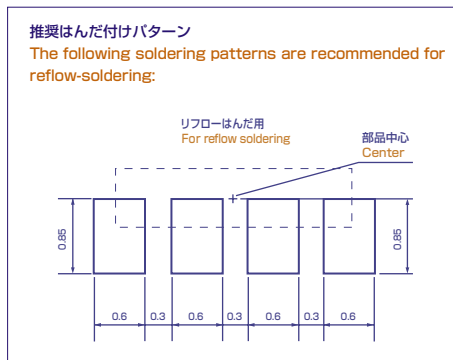 推奨はんだ付けパターン
The following soldering patterns are recommended for
reflow-soldering:
リフローはんだ用
For reflow soldering
部品中心
Center
0.85
0.85
0.6 0.3 0.6 0.3 0.6 0.3 0.6